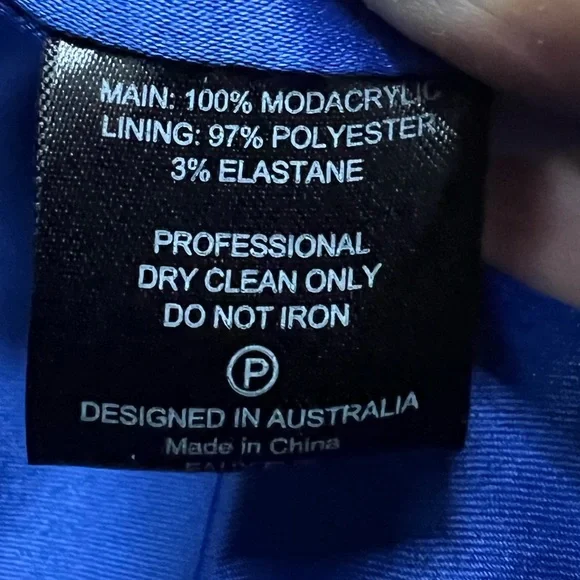 MAIN: 100% MODACRYLIC
LINING: 97% POLYESTER
3% ELASTANE
PROFESSIONAL
DRY CLEAN ONLY
DO NOT IRON
P
DESIGNED IN AUSTRALIA
Made in China